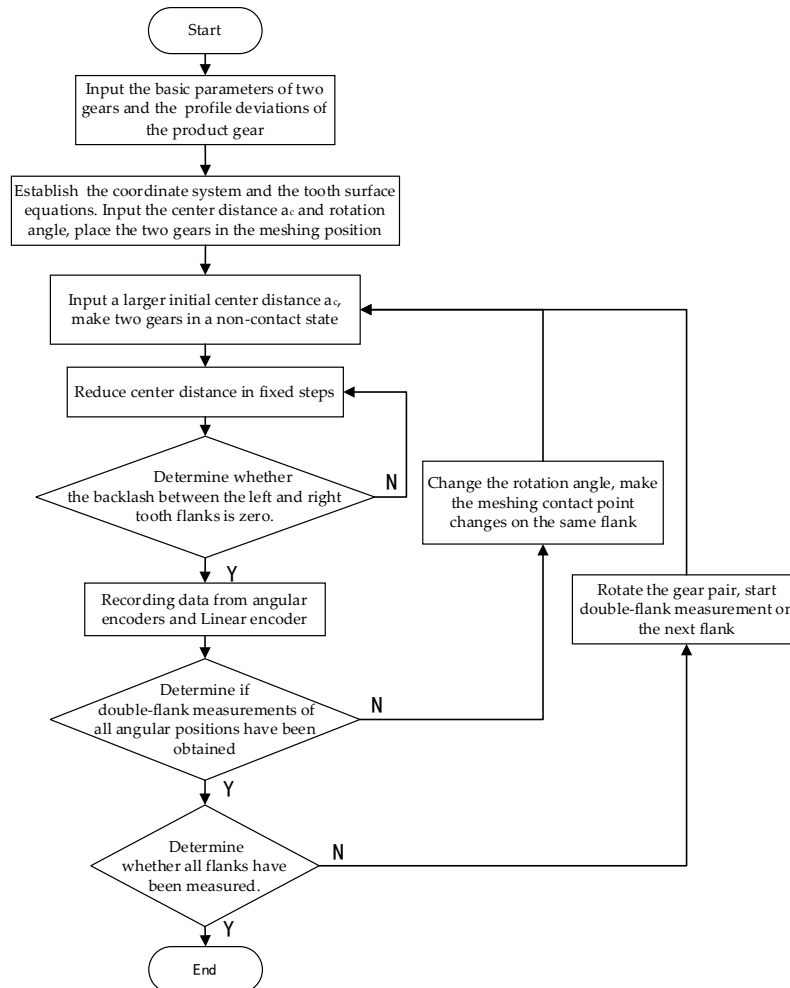 Start
Input the basic parameters of two
gears and the profile deviations of
the product gear
Establish the coordinate system and the tooth surface
equations. Input the center distance ac and rotation
angle, place the two gears in the meshing position
Input a larger initial center distance ac,
make two gears in a non-contact state
Reduce center distance in fixed steps
Determine whether
the backlash between the left and right
tooth flanks is zero.
N
Y
Change the rotation angle, make
the meshing contact point
changes on the same flank
Recording data from angular
encoders and Linear encoder
Rotate the gear pair, start
double-flank measurement on
the next flank
Determine if
double-flank measurements of
all angular positions have been
obtained
N
Y
Determine
whether all flanks have
been measured.
N
Y
End